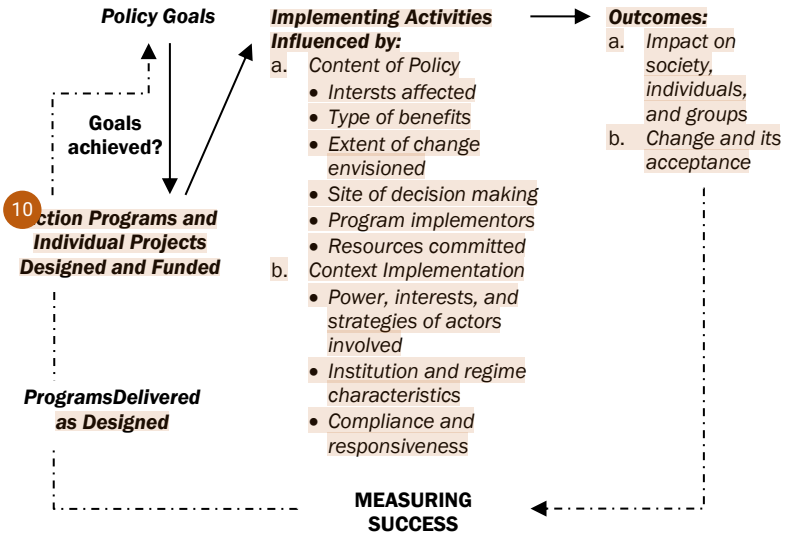 Policy Goals
Goals
achieved?
10
ction Programs and
Individual Projects
Designed and Funded
ProgramsDelivered
as Designed
Implementing Activities
Influenced by:
a. Content of Policy
• Intersts affected
• Type of benefits
• Extent of change
envisioned
• Site of decision making
• Program implementors
• Resources committed
b. Context Implementation
• Power, interests, and
strategies of actors
involved
• Institution and regime
characteristics
• Compliance and
responsiveness
Outcomes:
a. Impact on
society,
individuals,
and groups
b. Change and its
acceptance
MEASURING
SUCCESS